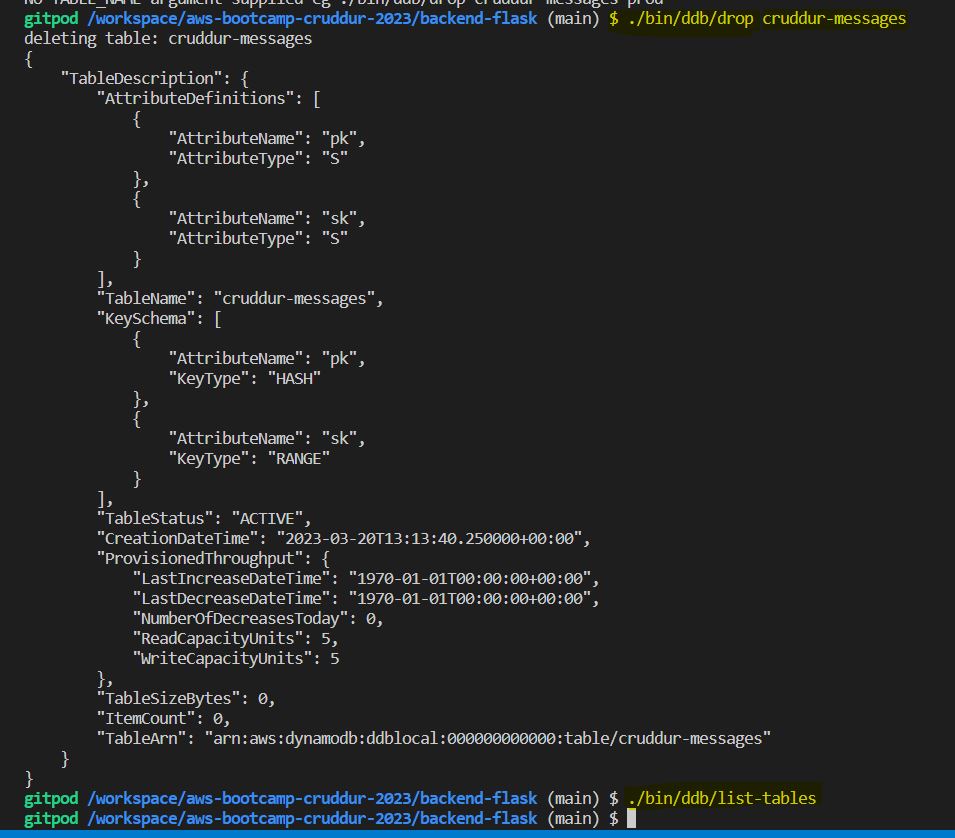 NO TABLE_NAME argument supplied eg ./bin/ddb/drop cruddur-messages prod
gitpod /workspace/aws-bootcamp-cruddur-2023/backend-flask (main) $ ./bin/ddb/drop cruddur-messages
deleting table: cruddur-messages
{
    "TableDescription": {
        "AttributeDefinitions": [
            {
                "AttributeName": "pk",
                "AttributeType": "S"
            },
            {
                "AttributeName": "sk",
                "AttributeType": "S"
            }
        ],
        "TableName": "cruddur-messages",
        "KeySchema": [
            {
                "AttributeName": "pk",
                "KeyType": "HASH"
            },
            {
                "AttributeName": "sk",
                "KeyType": "RANGE"
            }
        ],
        "TableStatus": "ACTIVE",
        "CreationDateTime": "2023-03-20T13:13:40.250000+00:00",
        "ProvisionedThroughput": {
            "LastIncreaseDateTime": "1970-01-01T00:00:00+00:00",
            "LastDecreaseDateTime": "1970-01-01T00:00:00+00:00",
            "NumberOfDecreasesToday": 0,
            "ReadCapacityUnits": 5,
            "WriteCapacityUnits": 5
        },
        "TableSizeBytes": 0,
        "ItemCount": 0,
        "TableArn": "arn:aws:dynamodb:ddblocal:000000000000:table/cruddur-messages"
    }
}
gitpod /workspace/aws-bootcamp-cruddur-2023/backend-flask (main) $ ./bin/ddb/list-tables
gitpod /workspace/aws-bootcamp-cruddur-2023/backend-flask (main) $